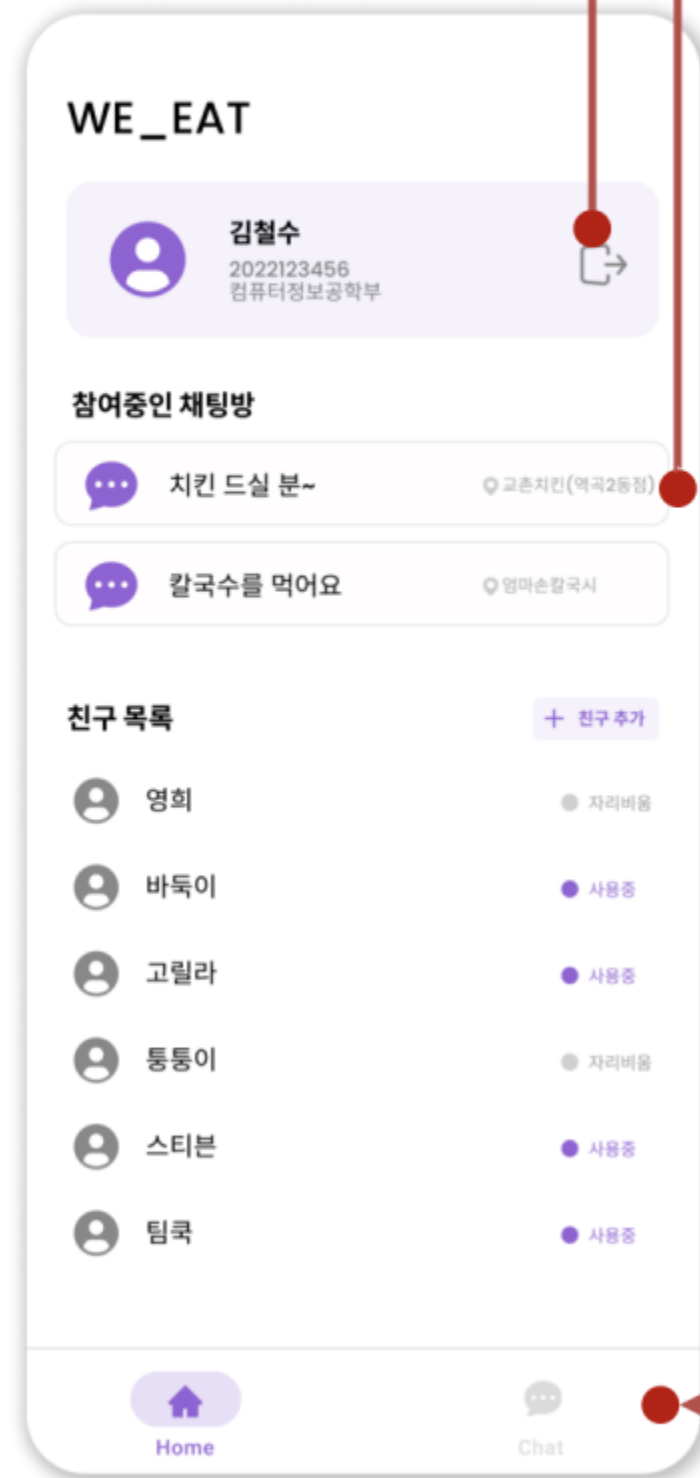 WE_EAT
김철수
2022123456
컴퓨터정보공학부
참여중인 채팅방
치킨 드실 분~
교촌치킨(역곡2동점)
칼국수를 먹어요
엄마손칼국시
친구 목록
+ 친구 추가
영희
자리비움
바둑이
사용중
고릴라
사용중
퉁퉁이
자리비움
스티븐
사용중
팀쿡
사용중
Home
Chat